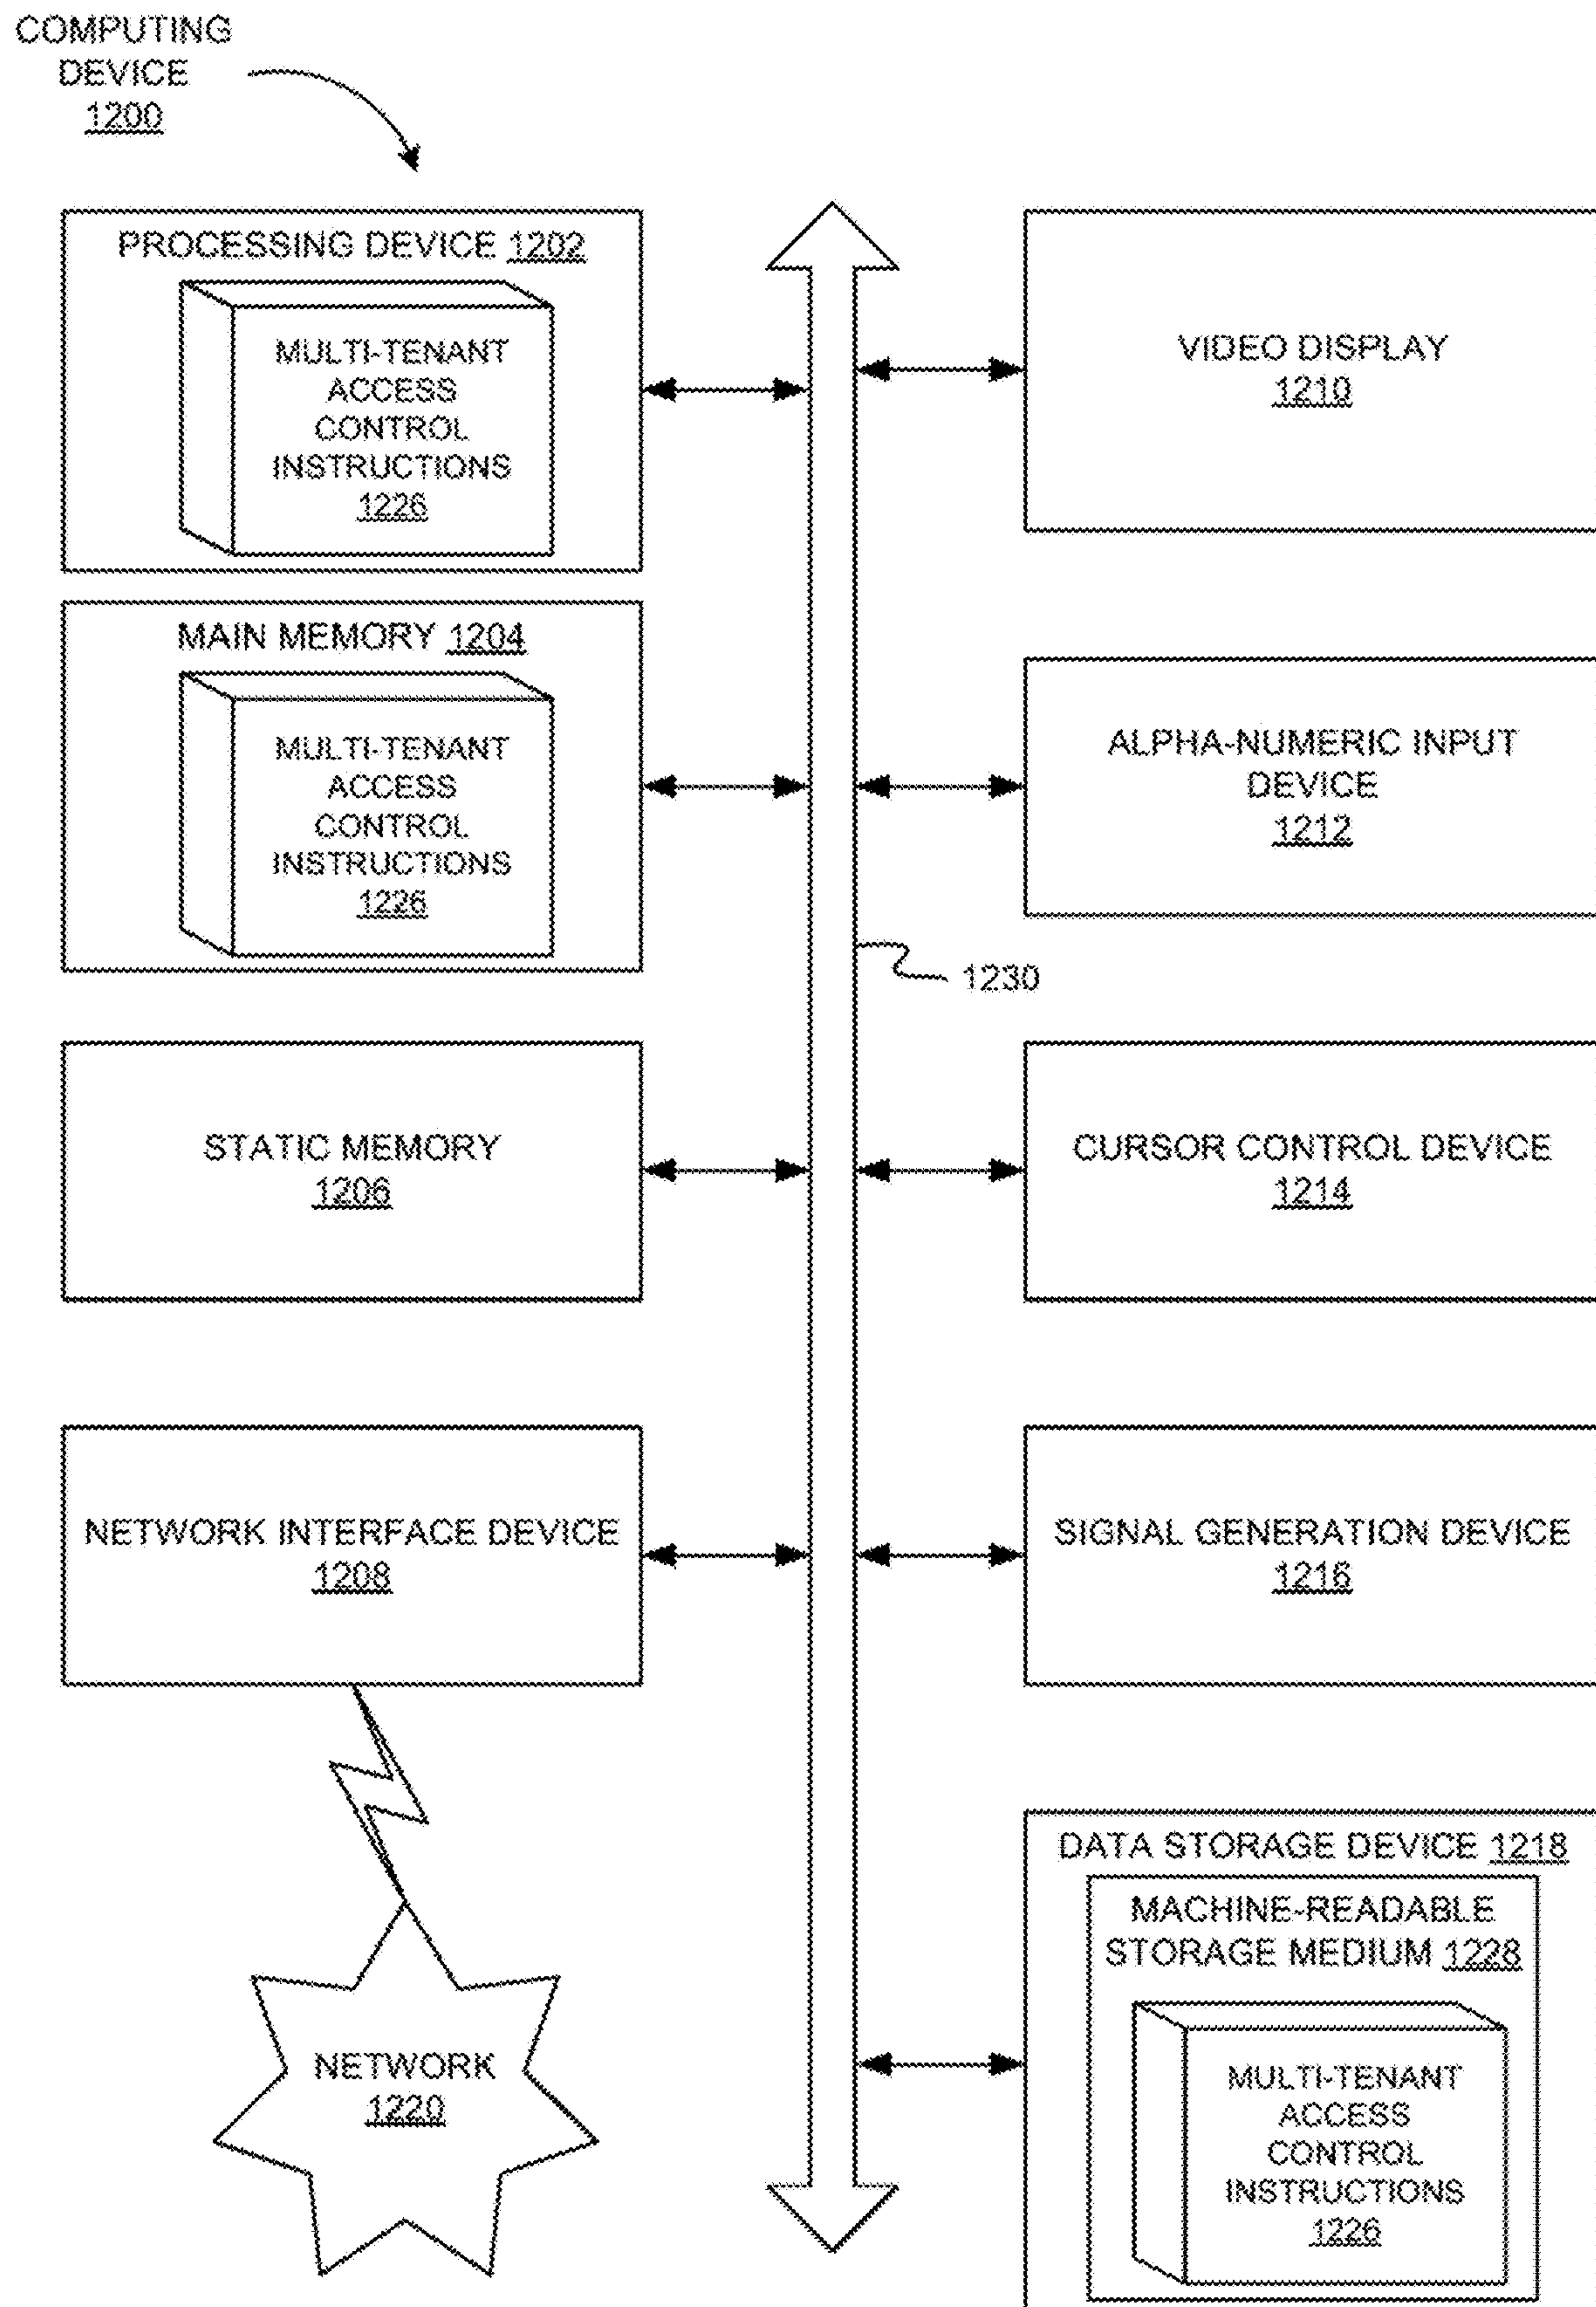 COMPUTING
DEVICE
1200
PROCESSING DEVICE 1202
MULTI-TENANT
ACCESS
CONTROL
INSTRUCTIONS
1226
MAIN MEMORY 1204
MULTI-TENANT
ACCESS
CONTROL
INSTRUCTIONS
1226
STATIC MEMORY
1206
NETWORK INTERFACE DEVICE
1208
NETWORK
1220
1230
VIDEO DISPLAY
1210
ALPHA-NUMERIC INPUT
DEVICE
1212
CURSOR CONTROL DEVICE
1214
SIGNAL GENERATION DEVICE
1216
DATA STORAGE DEVICE 1218
MACHINE-READABLE
STORAGE MEDIUM 1228
MULTI-TENANT
ACCESS
CONTROL
INSTRUCTIONS
1226